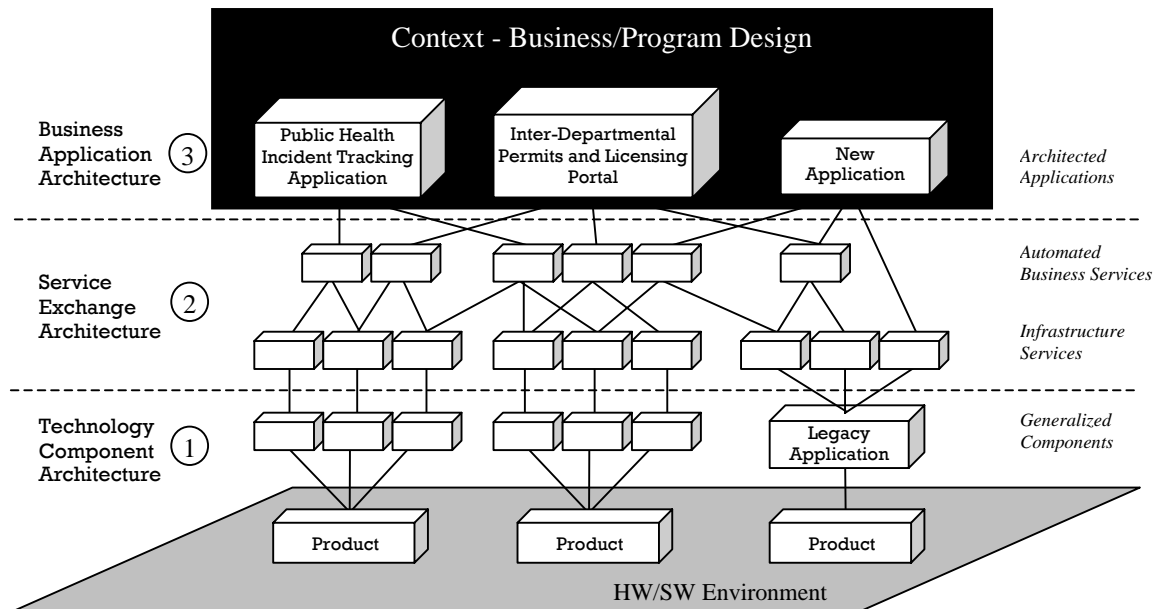 Context - Business/Program Design
Business
Application
Architecture
3
Public Health
Incident Tracking
Application
Inter-Departmental
Permits and Licensing
Portal
New
Application
Architected
Applications
Service
Exchange
Architecture
2
Automated
Business Services
Infrastructure
Services
Technology
Component
Architecture
1
Legacy
Application
Generalized
Components
Product
Product
Product
HW/SW Environment